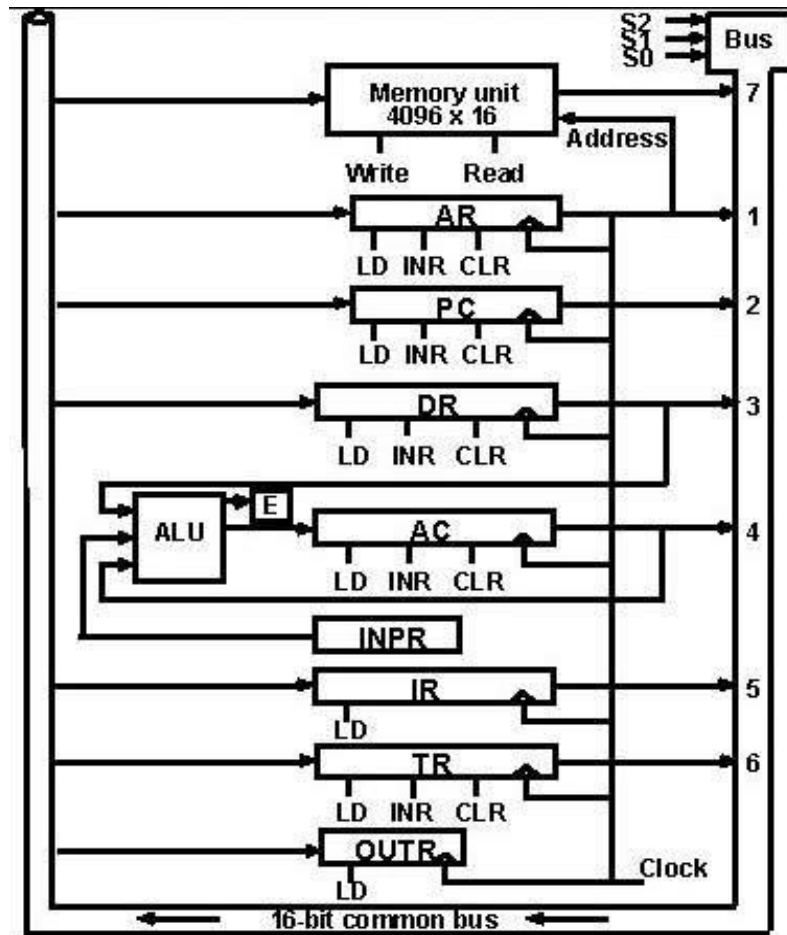 S2
S1
S0
Bus
Memory unit
4096 x 16
7
Address
Write Read
AR
1
LD INR CLR
PC
2
LD INR CLR
DR
3
LD INR CLR
E
ALU
AC
4
LD INR CLR
INPR
IR
5
LD
TR
6
LD INR CLR
OUTR
LD
Clock
16-bit common bus